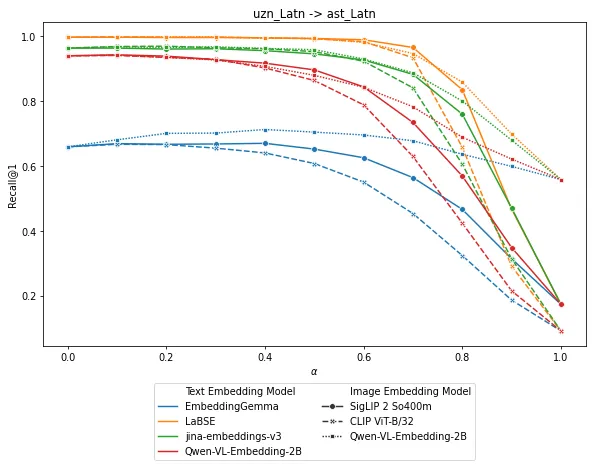 uzn_Latn -> ast_Latn
Recall@1
1.0
0.8
0.6
0.4
0.2
0.0 0.2 0.4 0.6 0.8 1.0
α
Text Embedding Model
EmbeddingGemma
LaBSE
jina-embeddings-v3
Qwen-VL-Embedding-2B
Image Embedding Model
SigLIP 2 So400m
CLIP ViT-B/32
Qwen-VL-Embedding-2B